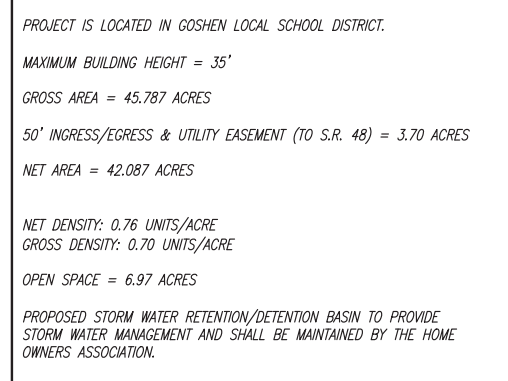 PROJECT IS LOCATED IN GOSHEN LOCAL SCHOOL DISTRICT.
MAXIMUM BUILDING HEIGHT = 35'
GROSS AREA = 45.787 ACRES
50' INGRESS/EGRESS & UTILITY EASEMENT (TO S.R. 48) = 3.70 ACRES
NET AREA = 42.087 ACRES
NET DENSITY: 0.76 UNITS/ACRE
GROSS DENSITY: 0.70 UNITS/ACRE
OPEN SPACE = 6.97 ACRES
PROPOSED STORM WATER RETENTION/DETENTION BASIN TO PROVIDE
STORM WATER MANAGEMENT AND SHALL BE MAINTAINED BY THE HOME
OWNERS ASSOCIATION.